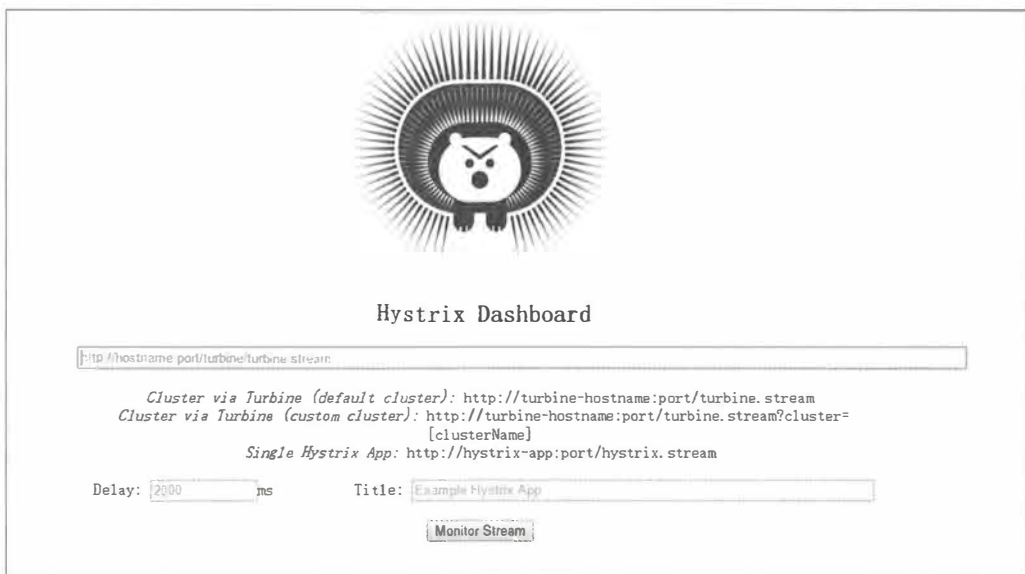 Hystrix Dashboard
http://hostname:port/turbine/turbine.stream
Cluster via Turbine (default cluster): http://turbine-hostname:port/turbine.stream
Cluster via Turbine (custom cluster): http://turbine-hostname:port/turbine.stream?cluster=
[clusterName]
Single Hystrix App: http://hystrix-app:port/hystrix.stream
Delay: 2000 ms Title: Example Hystrix App
Monitor Stream